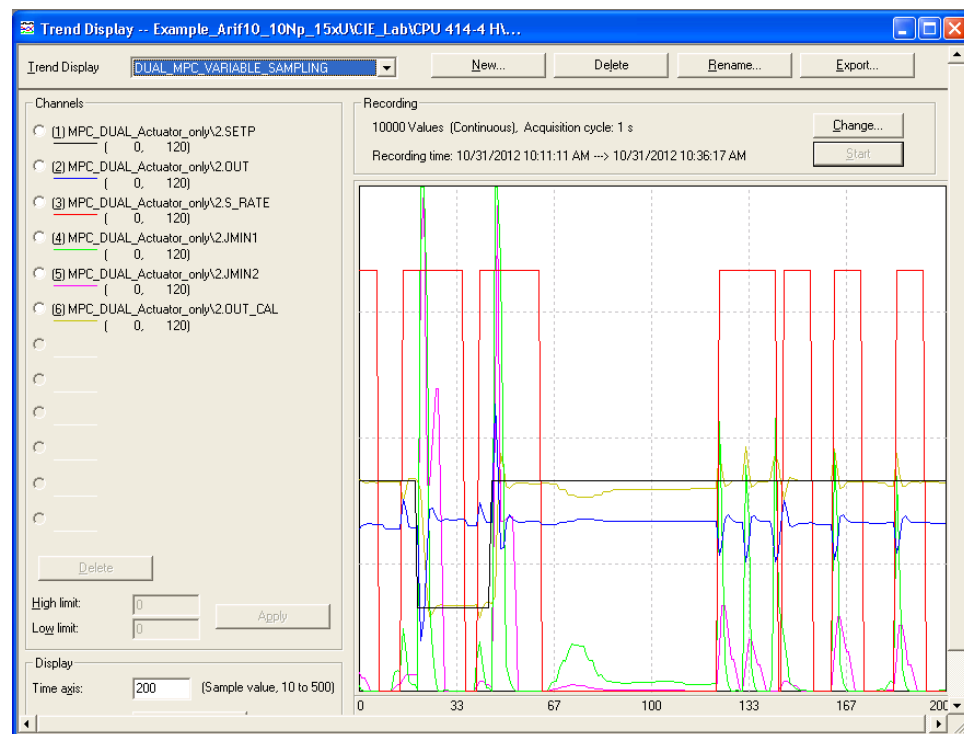 Trend Display -- Example_Arif10_10Np_15xU\CIE_Lab\CPU 414-4 H\...
Trend Display
DUAL_MPC_VARIABLE_SAMPLING
New...
Delete
Rename...
Export...
Channels
(1) MPC_DUAL_Actuator_only\2.SETP
( 0, 120)
(2) MPC_DUAL_Actuator_only\2.OUT
( 0, 120)
(3) MPC_DUAL_Actuator_only\2.S_RATE
( 0, 120)
(4) MPC_DUAL_Actuator_only\2.JMIN1
( 0, 120)
(5) MPC_DUAL_Actuator_only\2.JMIN2
( 0, 120)
(6) MPC_DUAL_Actuator_only\2.OUT_CAL
( 0, 120)
Delete
High limit: 0
Low limit: 0
Apply
Display
Time axis: 200 (Sample value, 10 to 500)
Recording
10000 Values (Continuous), Acquisition cycle: 1 s
Change...
Recording time: 10/31/2012 10:11:11 AM ---> 10/31/2012 10:36:17 AM
Start
0 33 67 100 133 167 200